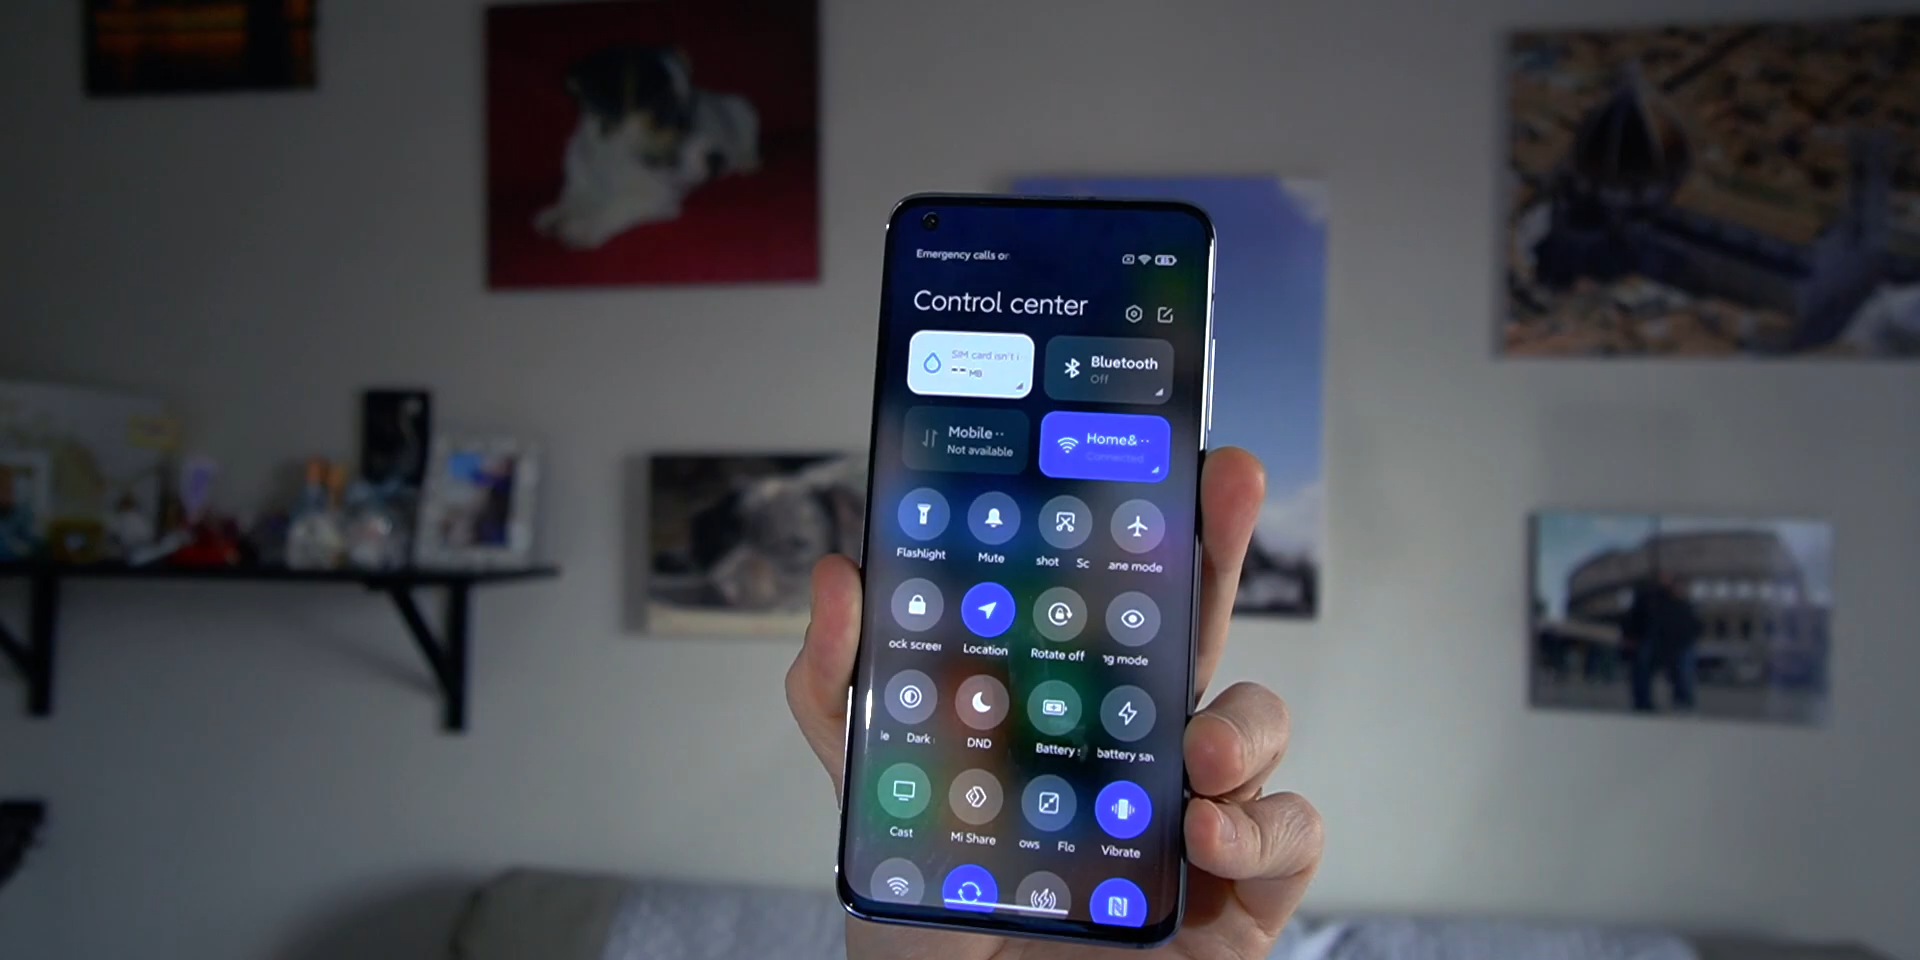 Emergency calls or
Control center
SIM card isn't i
-- MB
Bluetooth
Off
Mobile ··
Not available
Home& ··
Connected
Flashlight
Mute
shot Sc
ane mode
ock screen
Location
Rotate off
ng mode
le Dark
DND
Battery s
battery sav
Cast
Mi Share
ows Flo
Vibrate